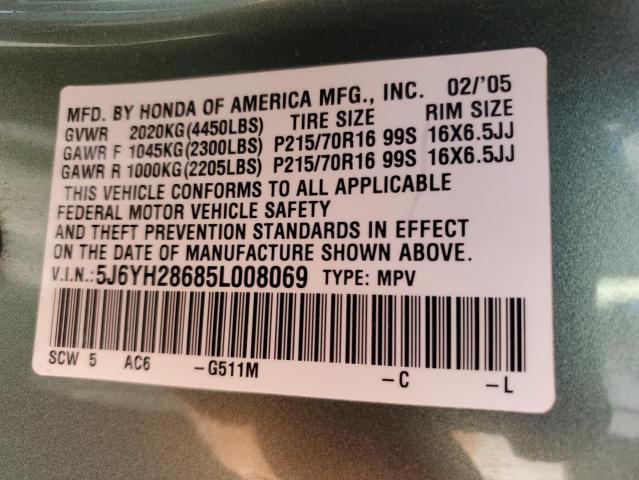 MFD. BY HONDA OF AMERICA MFG., INC. 02/'05
GVWR 2020KG(4450LBS) TIRE SIZE RIM SIZE
GAWR F 1045KG(2300LBS) P215/70R16 99S 16X6.5JJ
GAWR R 1000KG(2205LBS) P215/70R16 99S 16X6.5JJ
THIS VEHICLE CONFORMS TO ALL APPLICABLE
FEDERAL MOTOR VEHICLE SAFETY
AND THEFT PREVENTION STANDARDS IN EFFECT
ON THE DATE OF MANUFACTURE SHOWN ABOVE.
V.I.N.:5J6YH28685L008069 TYPE: MPV
SCW 5 AC6 -G511M -C -L